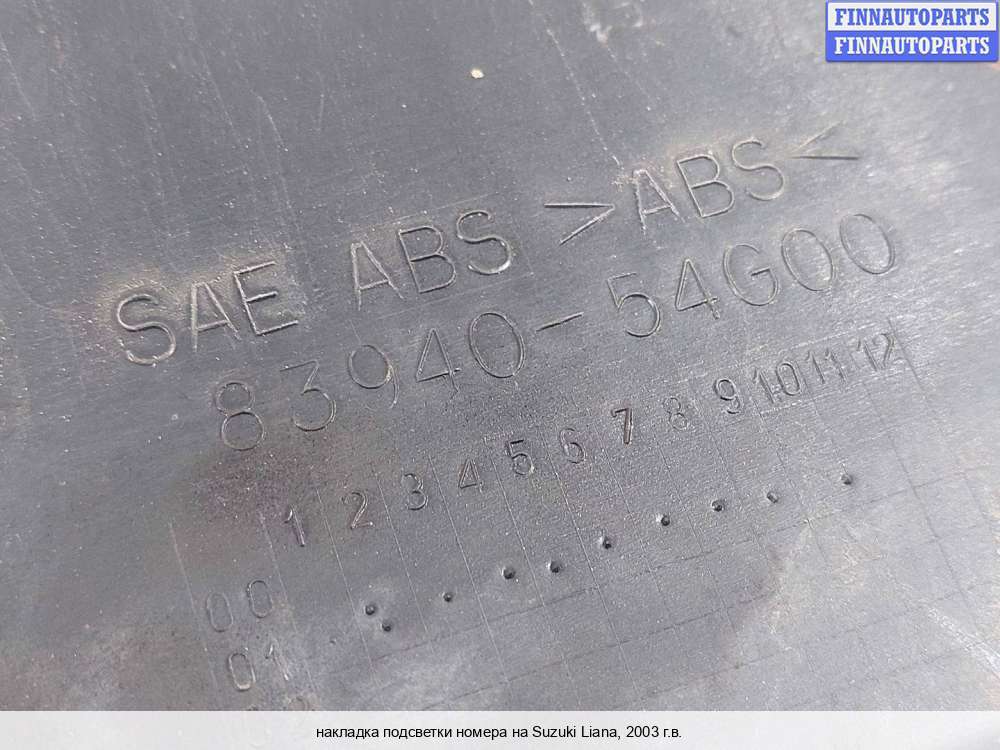 FINNAUTOPARTS
FINNAUTOPARTS
SAE ABS >ABS<
83940-54G00
1 2 3 4 5 6 7 8 9 10 11 12
00
01
накладка подсветки номера на Suzuki Liana, 2003 г.в.